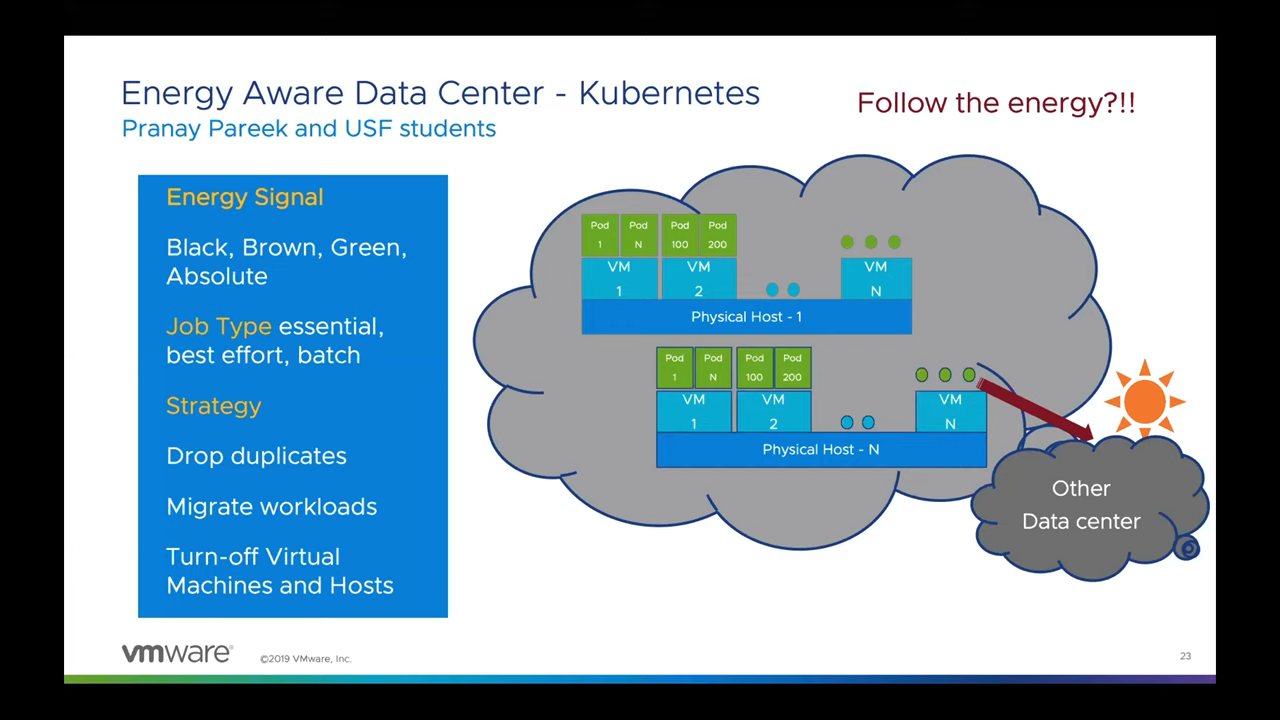 Energy Aware Data Center - Kubernetes
Pranay Pareek and USF students
Follow the energy?!!
Energy Signal
Black, Brown, Green,
Absolute
Job Type essential,
best effort, batch
Strategy
Drop duplicates
Migrate workloads
Turn-off Virtual
Machines and Hosts
Pod Pod Pod Pod
1 N 100 200
VM VM VM
1 2 N
Physical Host - 1
Pod Pod Pod Pod
1 N 100 200
VM VM VM
1 2 N
Physical Host - N
Other
Data center
vmware®
©2019 VMware, Inc.
23